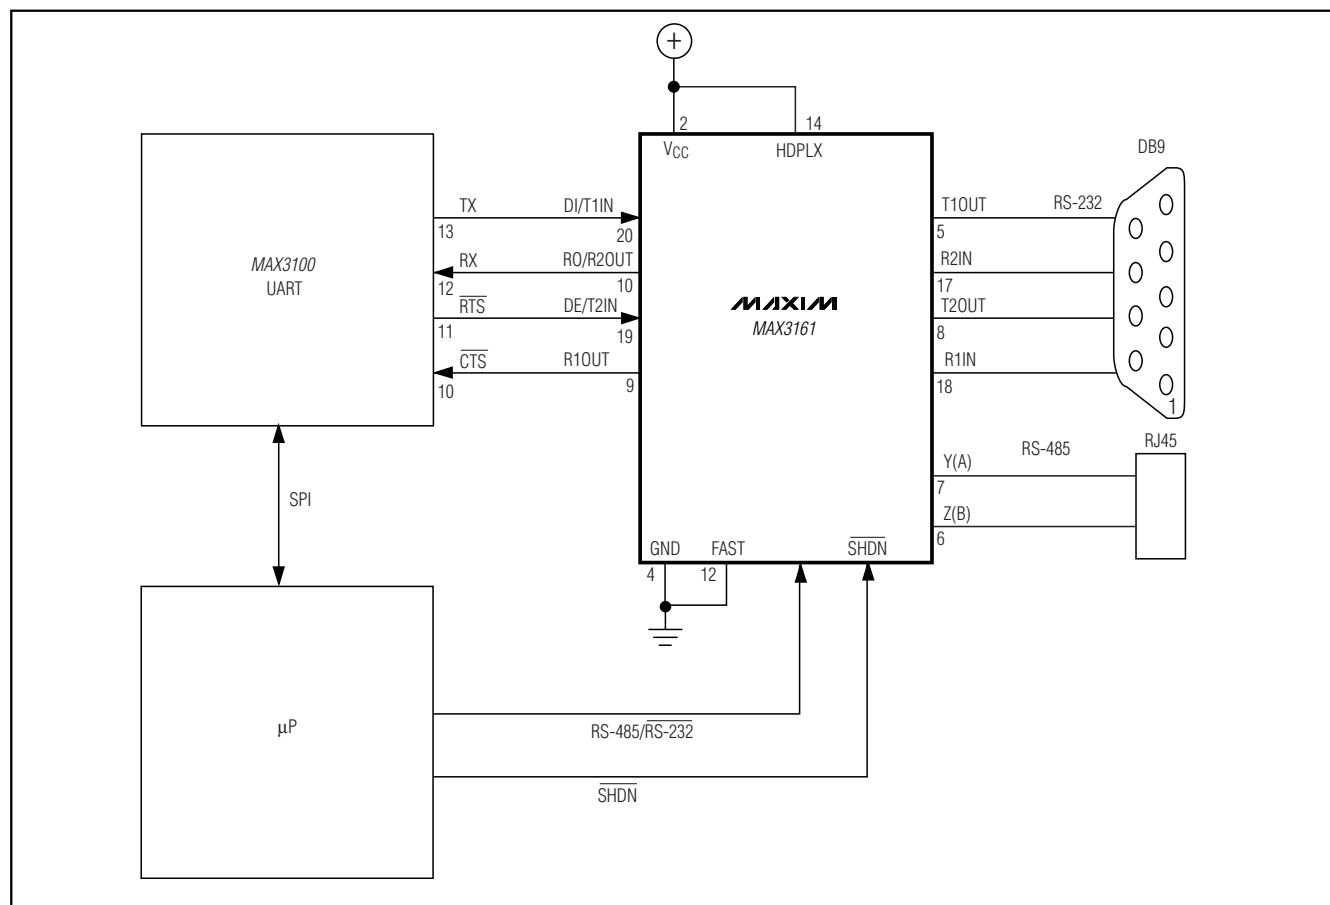 +
2 14
VCC HDPLX
DB9
TX DI/T1IN T1OUT RS-232
13 20 5
RX RO/R2OUT R2IN
12 10 17
MAX3100
UART
RTS DE/T2IN T2OUT
11 19 8
MAXIM
MAX3161
CTS R1OUT R1IN
10 9 18
1
RJ45
RS-485
Y(A)
7
Z(B)
6
SPI
GND FAST SHDN
4 12
μP
RS-485/RS-232
SHDN